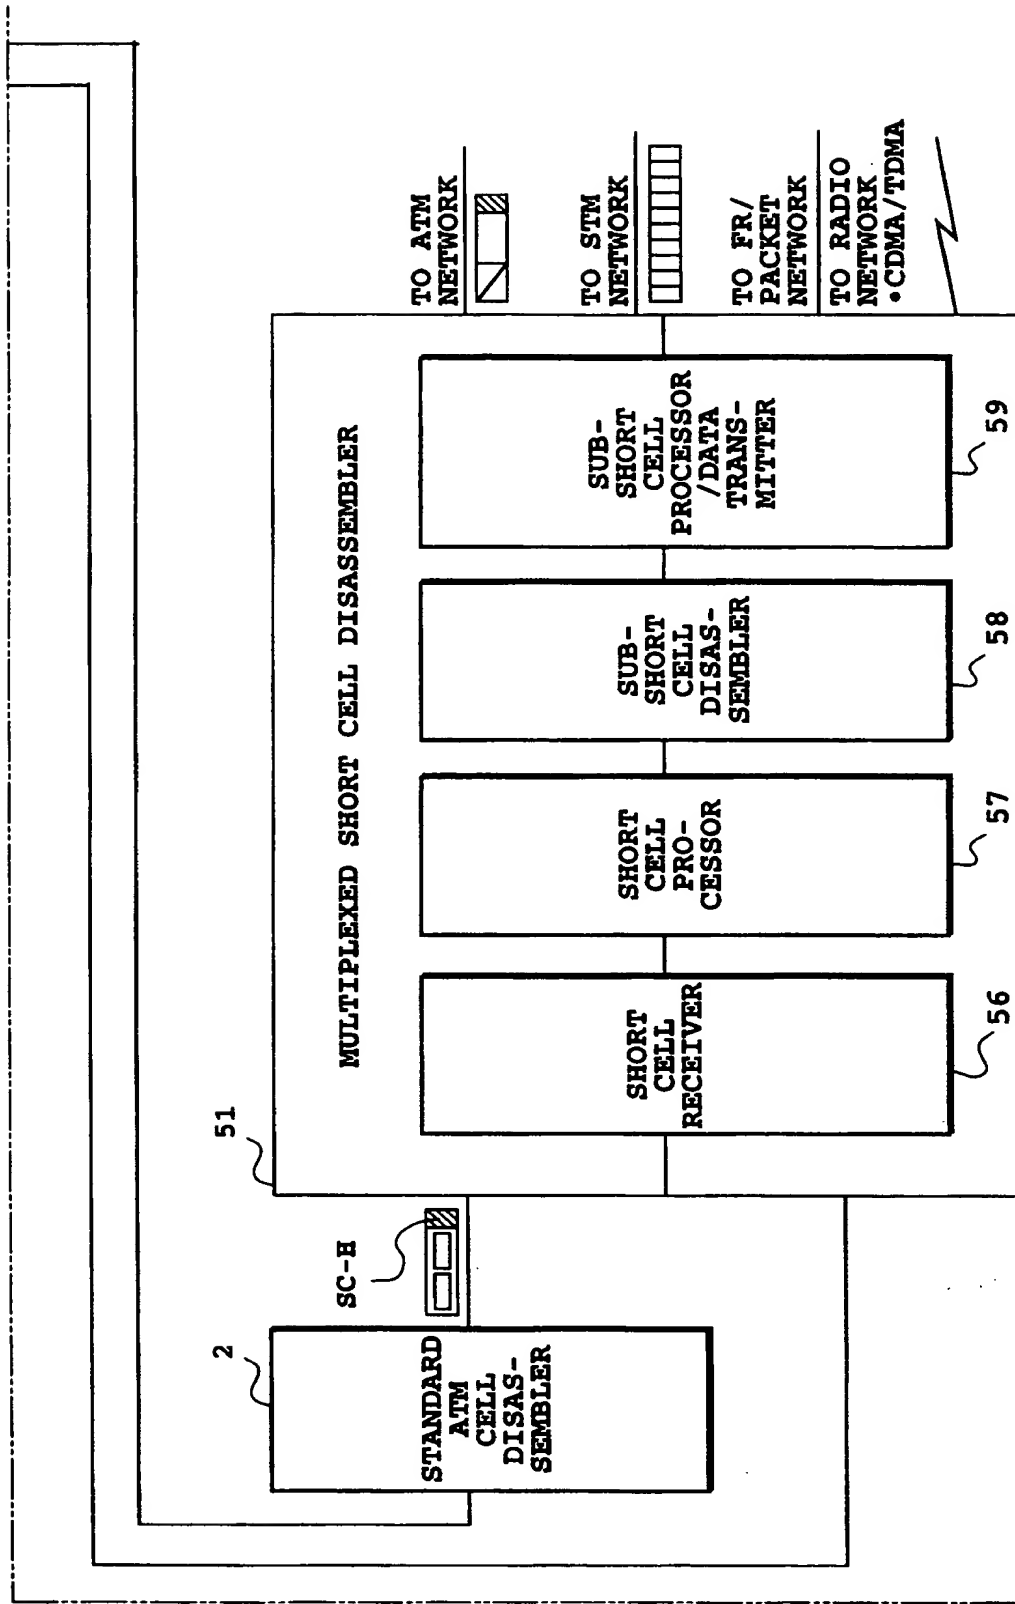 2
STANDARD
ATM
CELL
DISAS-
SEMBLER
SC-H
51
MULTIPLEXED SHORT CELL DISASSEMBLER
SHORT
CELL
RECEIVER
56
SHORT
CELL
PRO-
CESSOR
57
SUB-
SHORT
CELL
DISAS-
SEMBLER
58
SUB-
SHORT
CELL
PROCESSOR
/DATA
TRANS-
MITTER
59
TO ATM
NETWORK
TO STM
NETWORK
TO FR/
PACKET
NETWORK
TO RADIO
NETWORK
•CDMA/TDMA